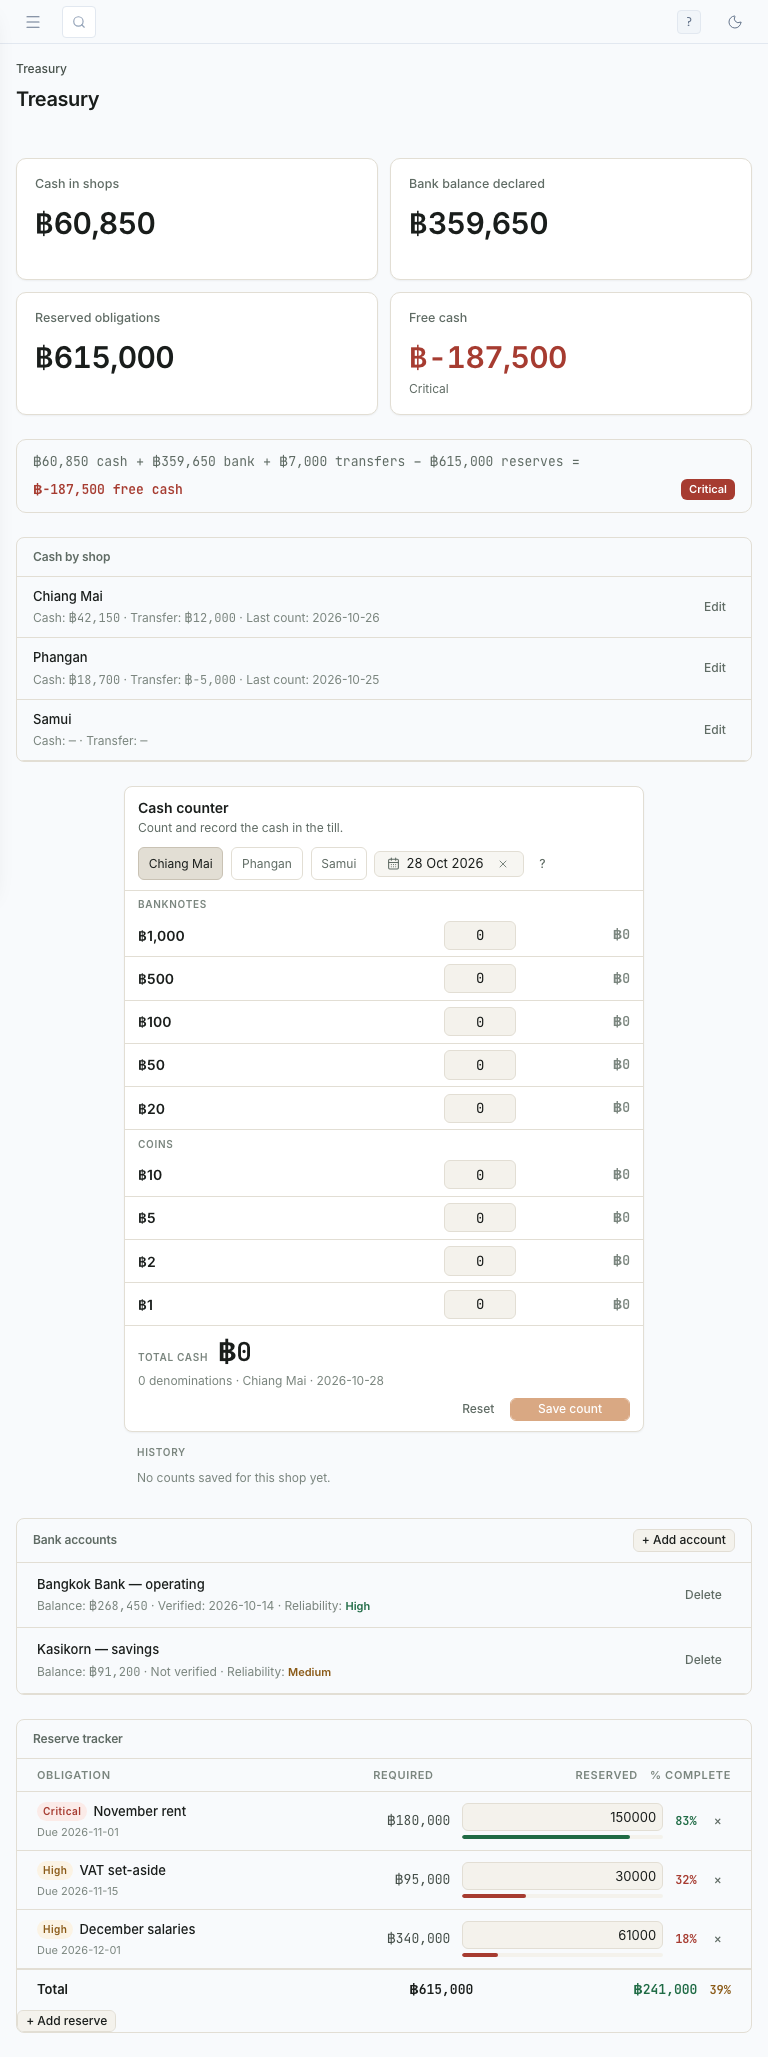 ?
Treasury
Treasury
Cash in shops
฿60,850
Bank balance declared
฿359,650
Reserved obligations
฿615,000
Free cash
฿-187,500
Critical
฿60,850 cash + ฿359,650 bank + ฿7,000 transfers − ฿615,000 reserves =
฿-187,500 free cash
Critical
Cash by shop
Chiang Mai
Cash: ฿42,150 · Transfer: ฿12,000 · Last count: 2026-10-26
Edit
Phangan
Cash: ฿18,700 · Transfer: ฿-5,000 · Last count: 2026-10-25
Edit
Samui
Cash: — · Transfer: —
Edit
Cash counter
Count and record the cash in the till.
Chiang Mai Phangan Samui 28 Oct 2026 × ?
BANKNOTES
฿1,000 0 ฿0
฿500 0 ฿0
฿100 0 ฿0
฿50 0 ฿0
฿20 0 ฿0
COINS
฿10 0 ฿0
฿5 0 ฿0
฿2 0 ฿0
฿1 0 ฿0
TOTAL CASH ฿0
0 denominations · Chiang Mai · 2026-10-28
Reset Save count
HISTORY
No counts saved for this shop yet.
Bank accounts + Add account
Bangkok Bank — operating
Balance: ฿268,450 · Verified: 2026-10-14 · Reliability: High
Delete
Kasikorn — savings
Balance: ฿91,200 · Not verified · Reliability: Medium
Delete
Reserve tracker
OBLIGATION REQUIRED RESERVED % COMPLETE
Critical November rent ฿180,000 150000 83% ×
Due 2026-11-01
High VAT set-aside ฿95,000 30000 32% ×
Due 2026-11-15
High December salaries ฿340,000 61000 18% ×
Due 2026-12-01
Total ฿615,000 ฿241,000 39%
+ Add reserve